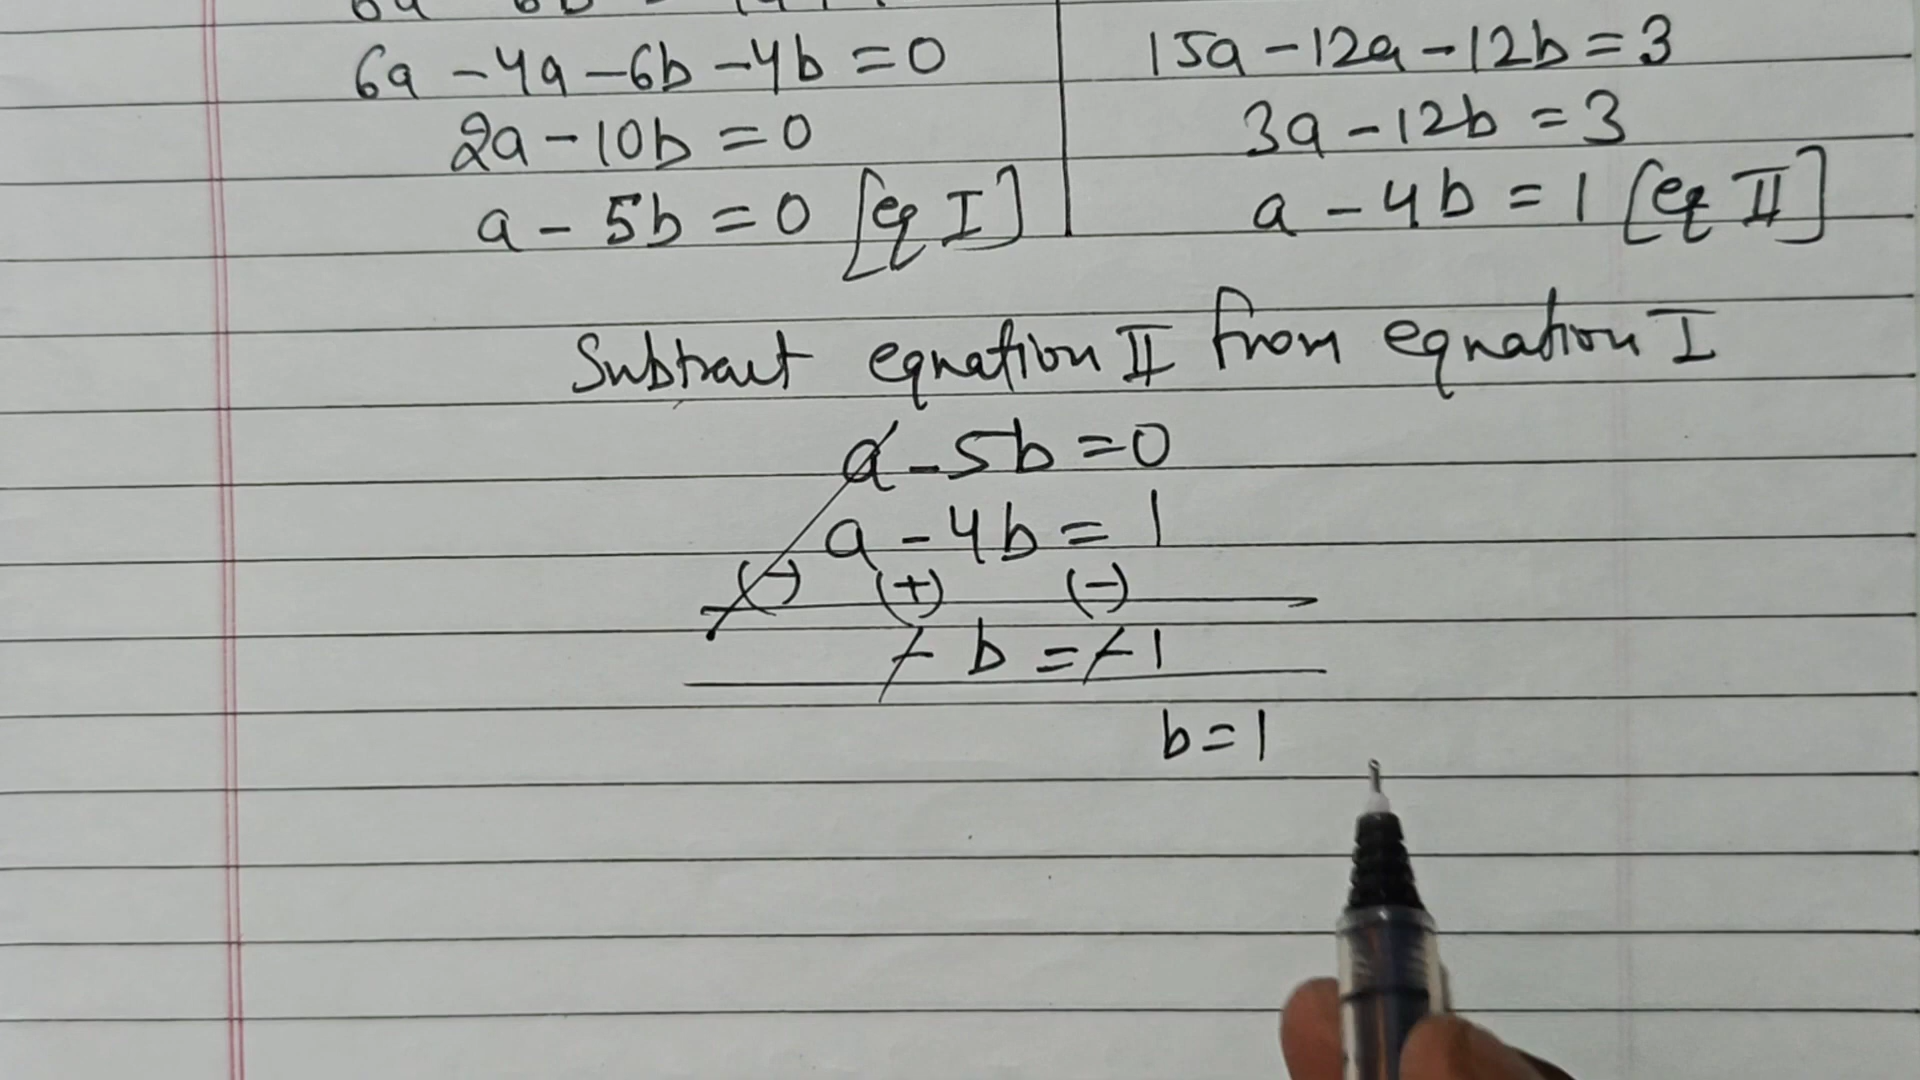 6a - 4a - 6b - 4b = 0
2a - 10b = 0
a - 5b = 0 [eq I]
15a - 12a - 12b = 3
3a - 12b = 3
a - 4b = 1 [eq II]
Subtract equation II from equation I
a - 5b = 0
a - 4b = 1
(-) (+) (-)
- b = - 1
b = 1